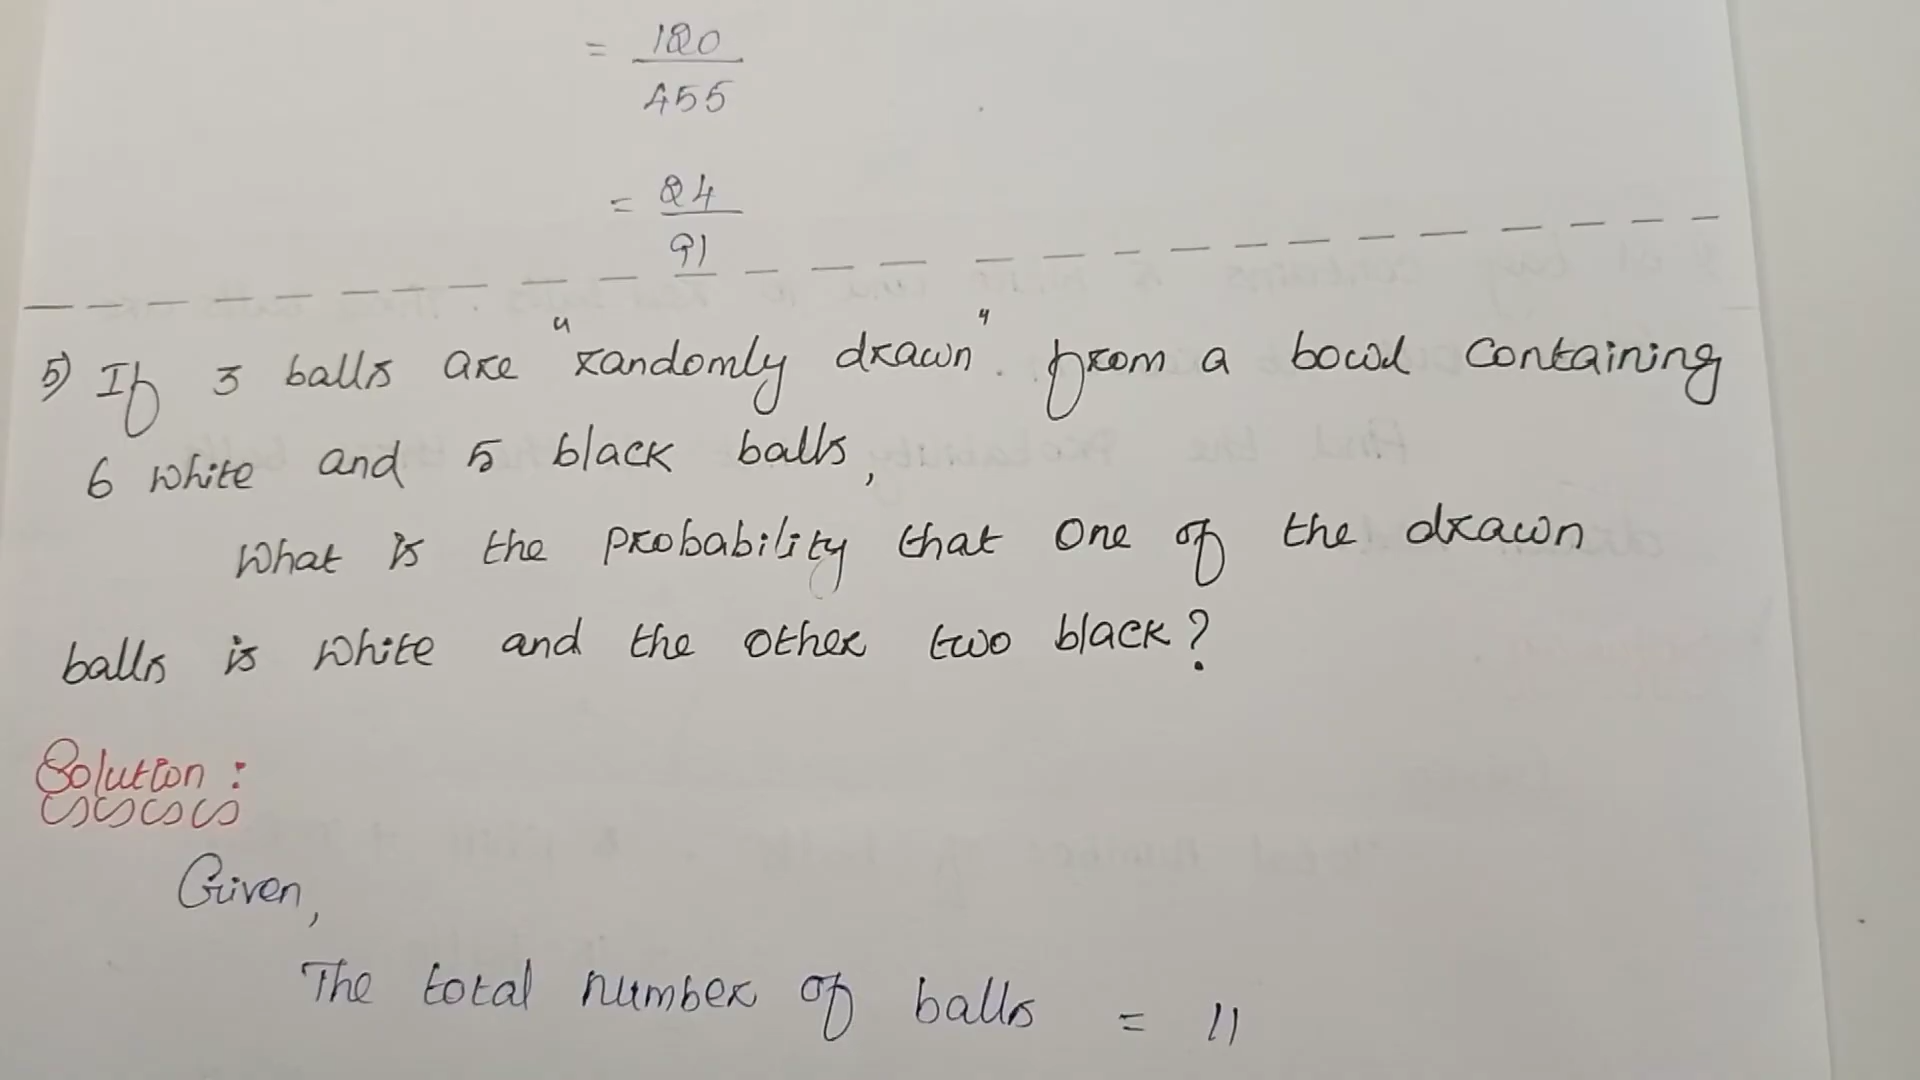 = 120
455
= 24
91
5) If 3 balls are "randomly drawn" from a bowl containing
6 white and 5 black balls,
What is the probability that one of the drawn
balls is white and the other two black?
Solution :
Given,
The total number of balls = 11